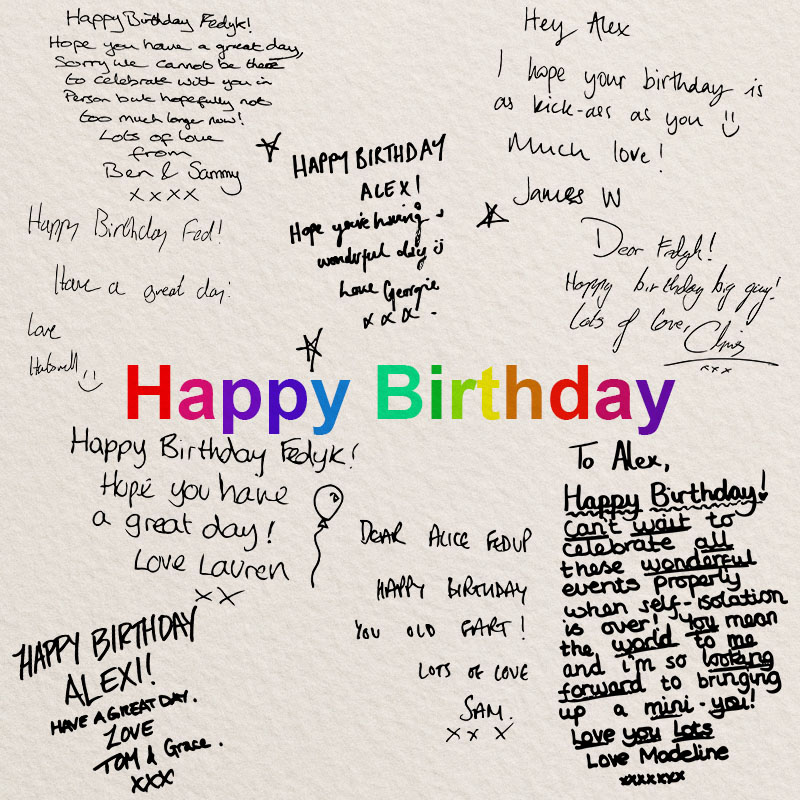 Happy Birthday Fedyk!
Hope you have a great day,
Sorry we cannot be there
to celebrate with you in
Person but hopefully not
too much longer now!
Lots of love
from
Ben & Sammy
xxxx
Hey Alex
I hope your birthday is
as kick-ass as you
Much love!
James W
HAPPY BIRTHDAY
ALEX!
Hope you're having a
wonderful day
Love Georgie
x x x
Happy Birthday Fed!
Have a great day!
Love
Dear Fedyk!
Happy birthday big guy!
Lots of love, Chris
xxx
Happy Birthday
Happy Birthday Fedyk!
Hope you have
a great day!
Love Lauren
xx
DEAR ALICE FEDUP
HAPPY BIRTHDAY
YOU OLD FART!
LOTS OF LOVE
SAM.
x x x
To Alex,
Happy Birthday!
Can't wait to
celebrate all
these wonderful
events properly
when self-isolation
is over! You mean
the world to me
and i'm so looking
forward to bringing
up a mini-you!
Love you lots
Love Madeline
xxxxxxx
HAPPY BIRTHDAY
ALEX!!
HAVE A GREAT DAY.
LOVE
TOM & Grace.
xxx